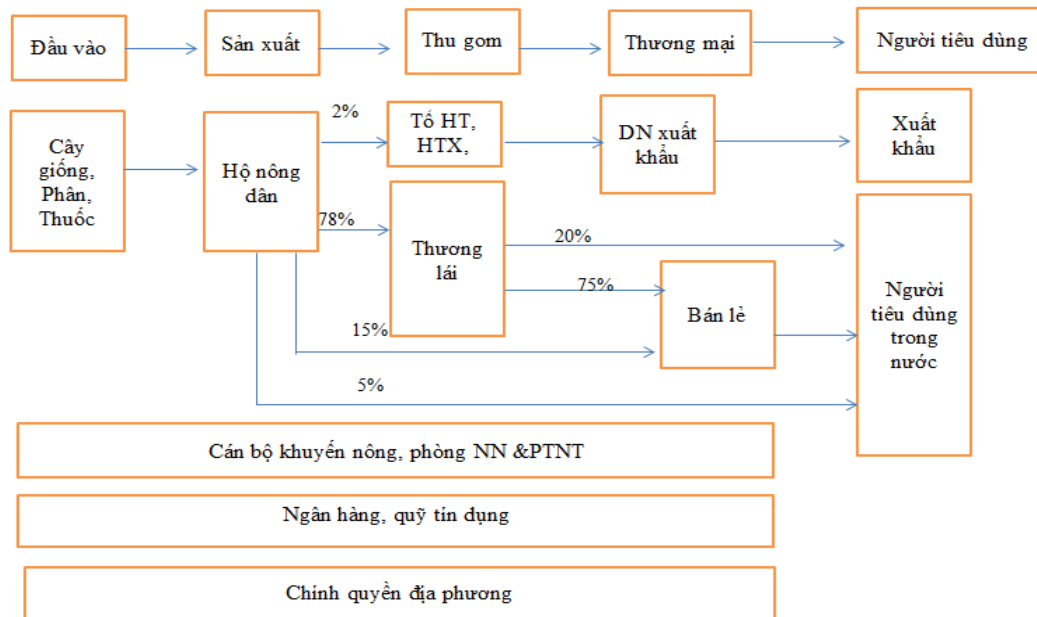 Đầu vào
Sản xuất
Thu gom
Thương mại
Người tiêu dùng
Cây
giống,
Phân,
Thuốc
Hộ nông
dân
2%
Tổ HT,
HTX,
DN xuất
khẩu
Xuất
khẩu
78%
Thương
lái
20%
75%
Bán lẻ
Người
tiêu dùng
trong
nước
15%
5%
Cán bộ khuyến nông, phòng NN &PTNT
Ngân hàng, quỹ tín dụng
Chính quyền địa phương